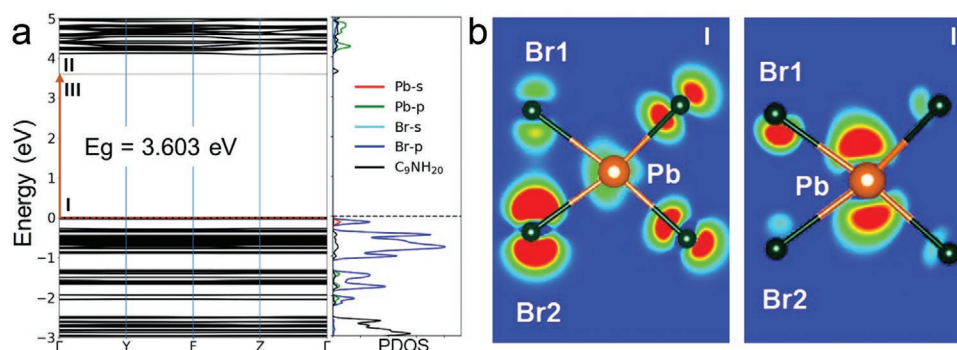 a
Energy (eV)
5
4
3
2
1
0
−1
−2
−3
II
III
Eg = 3.603 eV
I
Γ
Y
F
Z
Γ
Pb-s
Pb-p
Br-s
Br-p
C₉NH₂₀
PDOS
b
I
Br1
Pb
Br2
I
Br1
Pb
Br2